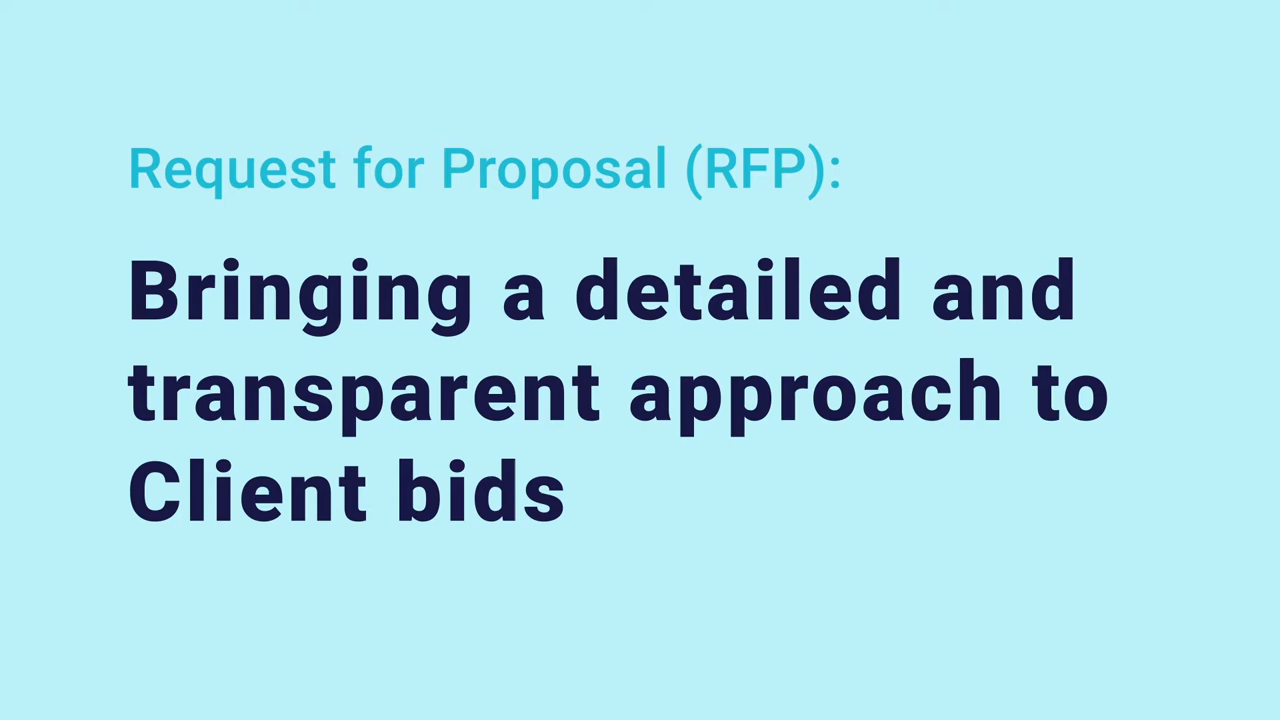 Request for Proposal (RFP):
Bringing a detailed and
transparent approach to
Client bids